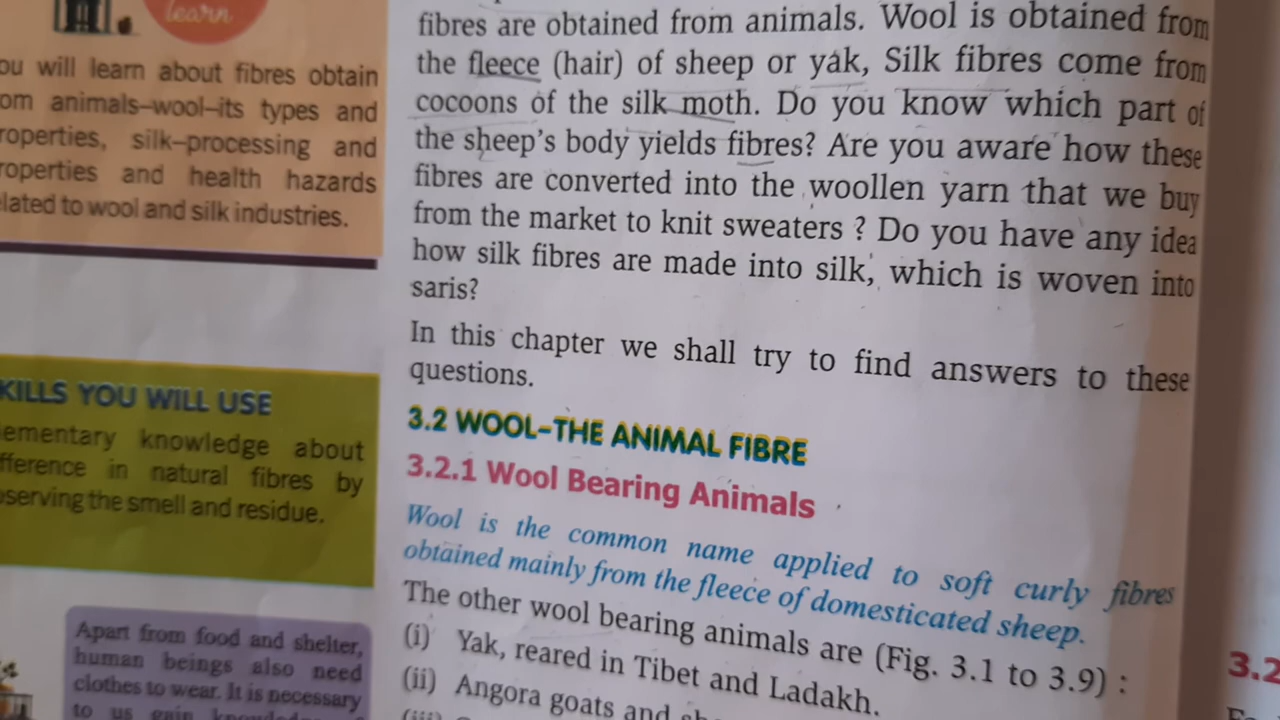 learn
ou will learn about fibres obtain
om animals–wool–its types and
roperties, silk–processing and
roperties and health hazards
lated to wool and silk industries.
KILLS YOU WILL USE
ementary knowledge about
fference in natural fibres by
serving the smell and residue.
Apart from food and shelter,
human beings also need
clothes to wear. It is necessary
to us gain
fibres are obtained from animals. Wool is obtained from
the fleece (hair) of sheep or yak, Silk fibres come from
cocoons of the silk moth. Do you know which part of
the sheep's body yields fibres? Are you aware how these
fibres are converted into the woollen yarn that we buy
from the market to knit sweaters ? Do you have any idea
how silk fibres are made into silk, which is woven into
saris?
In this chapter we shall try to find answers to these
questions.
3.2 WOOL–THE ANIMAL FIBRE
3.2.1 Wool Bearing Animals
Wool is the common name applied to soft curly fibres
obtained mainly from the fleece of domesticated sheep.
The other wool bearing animals are (Fig. 3.1 to 3.9) :
(i) Yak, reared in Tibet and Ladakh.
(ii) Angora goats and
(iii)
3.2